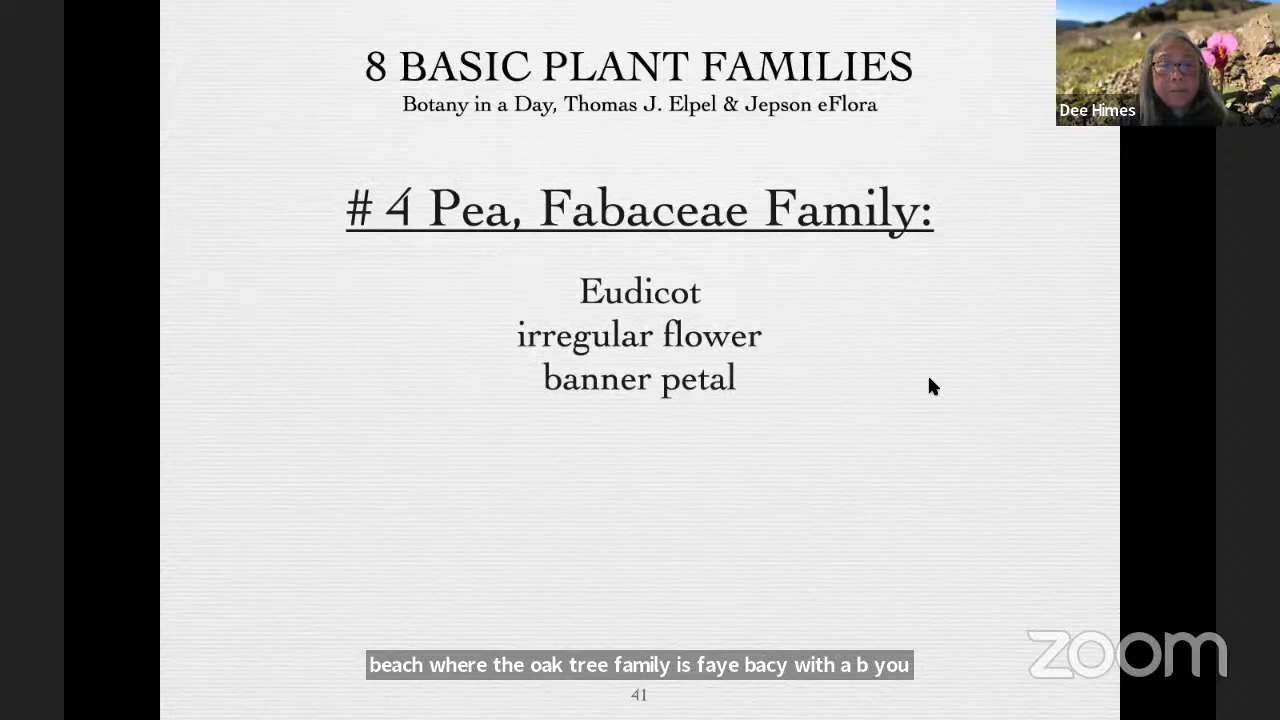 8 BASIC PLANT FAMILIES
Botany in a Day, Thomas J. Elpel & Jepson eFlora
Dee Himes
# 4 Pea, Fabaceae Family:
Eudicot
irregular flower
banner petal
zoom
beach where the oak tree family is faye bacy with a b you
41